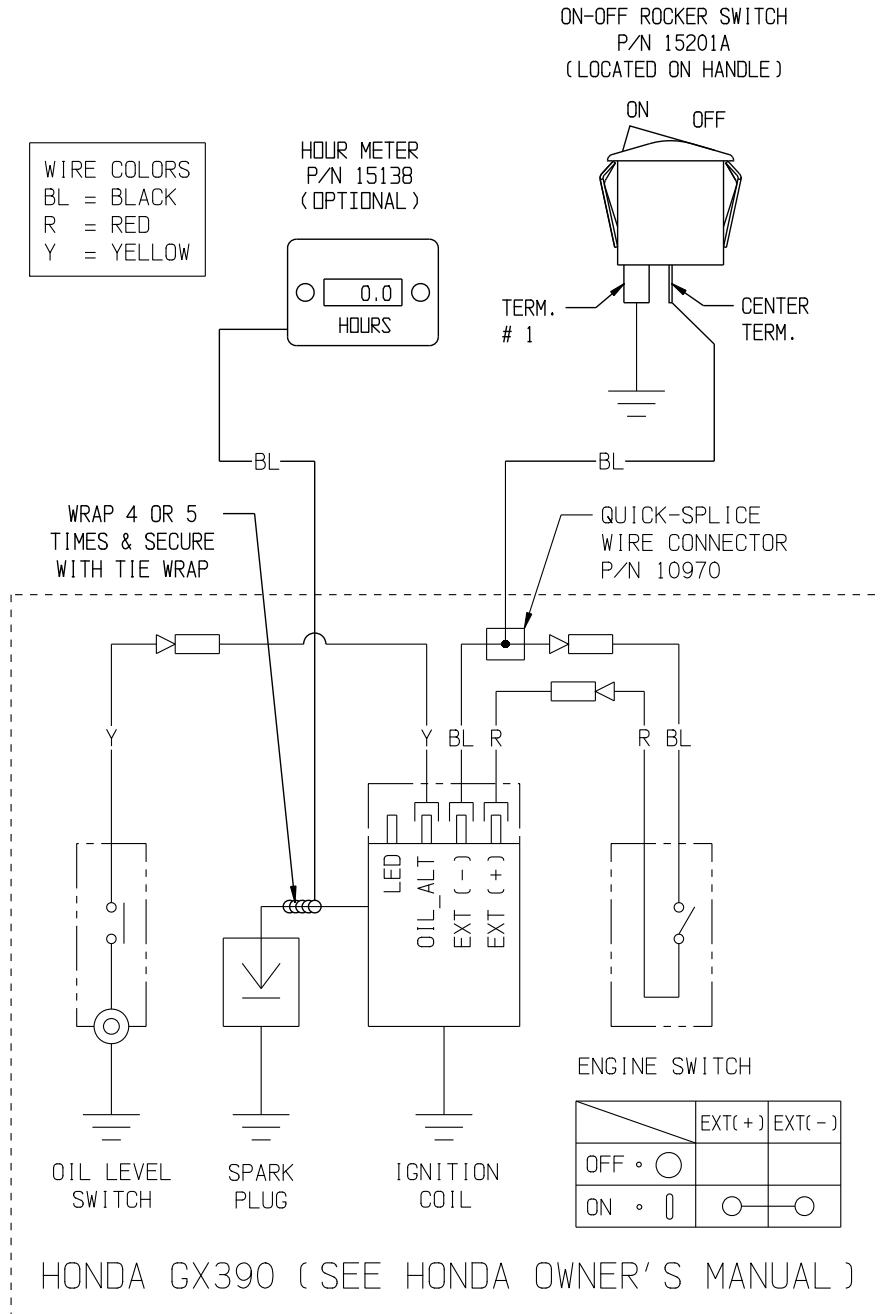 ON-OFF ROCKER SWITCH
P/N 15201A
(LOCATED ON HANDLE)
ON
OFF
WIRE COLORS
BL = BLACK
R = RED
Y = YELLOW
HOUR METER
P/N 15138
(OPTIONAL)
0.0
HOURS
TERM.
# 1
CENTER
TERM.
BL
BL
WRAP 4 OR 5
TIMES & SECURE
WITH TIE WRAP
QUICK-SPLICE
WIRE CONNECTOR
P/N 10970
Y
Y
BL
R
R
BL
LED
OIL_ALT
EXT (-)
EXT (+)
ENGINE SWITCH
EXT(+)
EXT(-)
OFF
ON
OIL LEVEL
SWITCH
SPARK
PLUG
IGNITION
COIL
HONDA GX390 (SEE HONDA OWNER'S MANUAL)